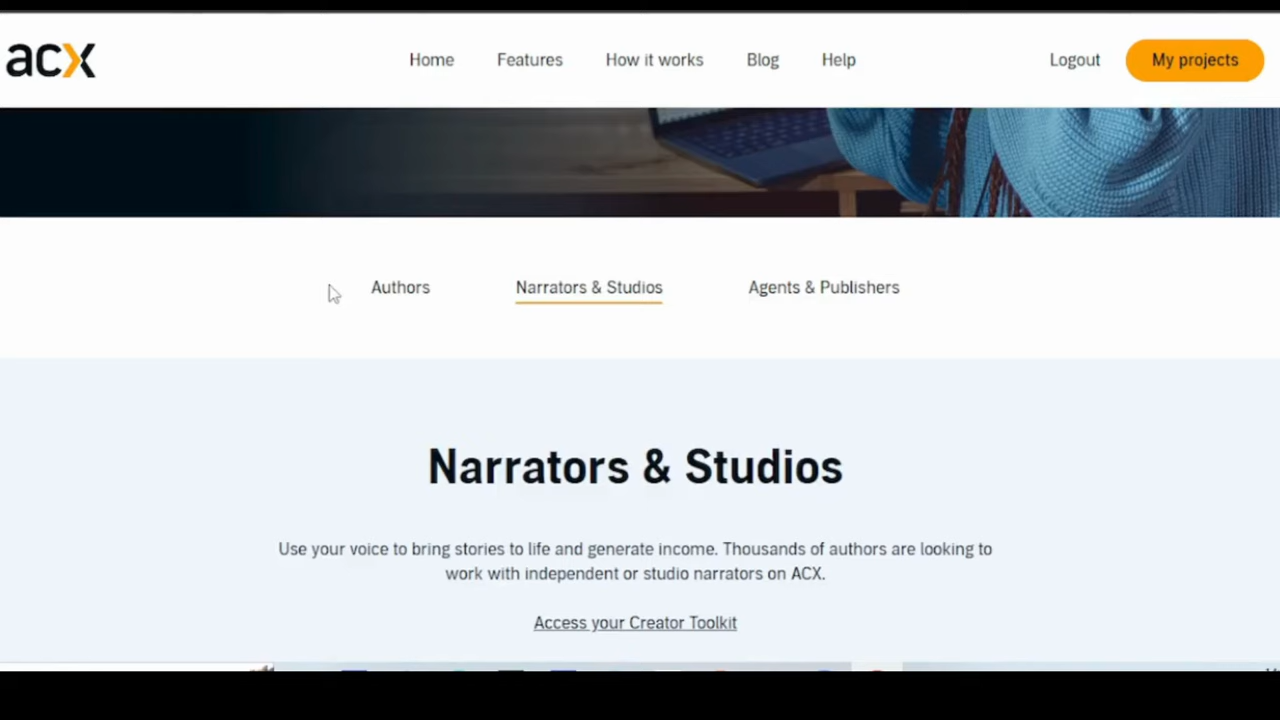 acx
Home Features How it works Blog Help Logout My projects
Authors Narrators & Studios Agents & Publishers
Narrators & Studios
Use your voice to bring stories to life and generate income. Thousands of authors are looking to
work with independent or studio narrators on ACX.
Access your Creator Toolkit